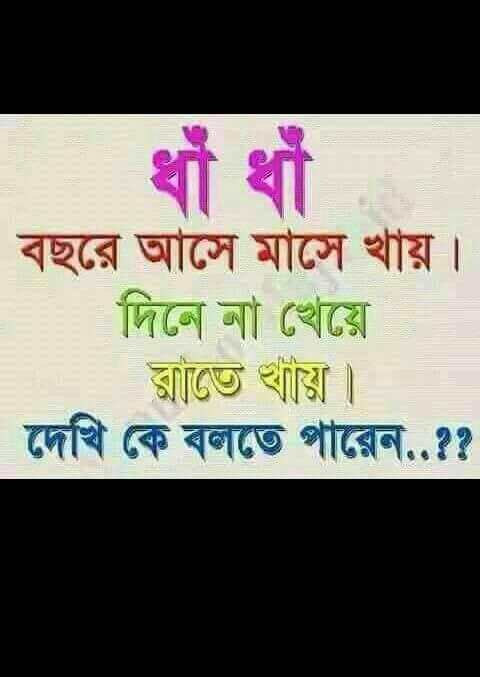 ধাঁ ধাঁ
বছরে আসে মাসে খায় ।
দিনে না খেয়ে
রাতে খায় ।
দেখি কে বলতে পারেন..??